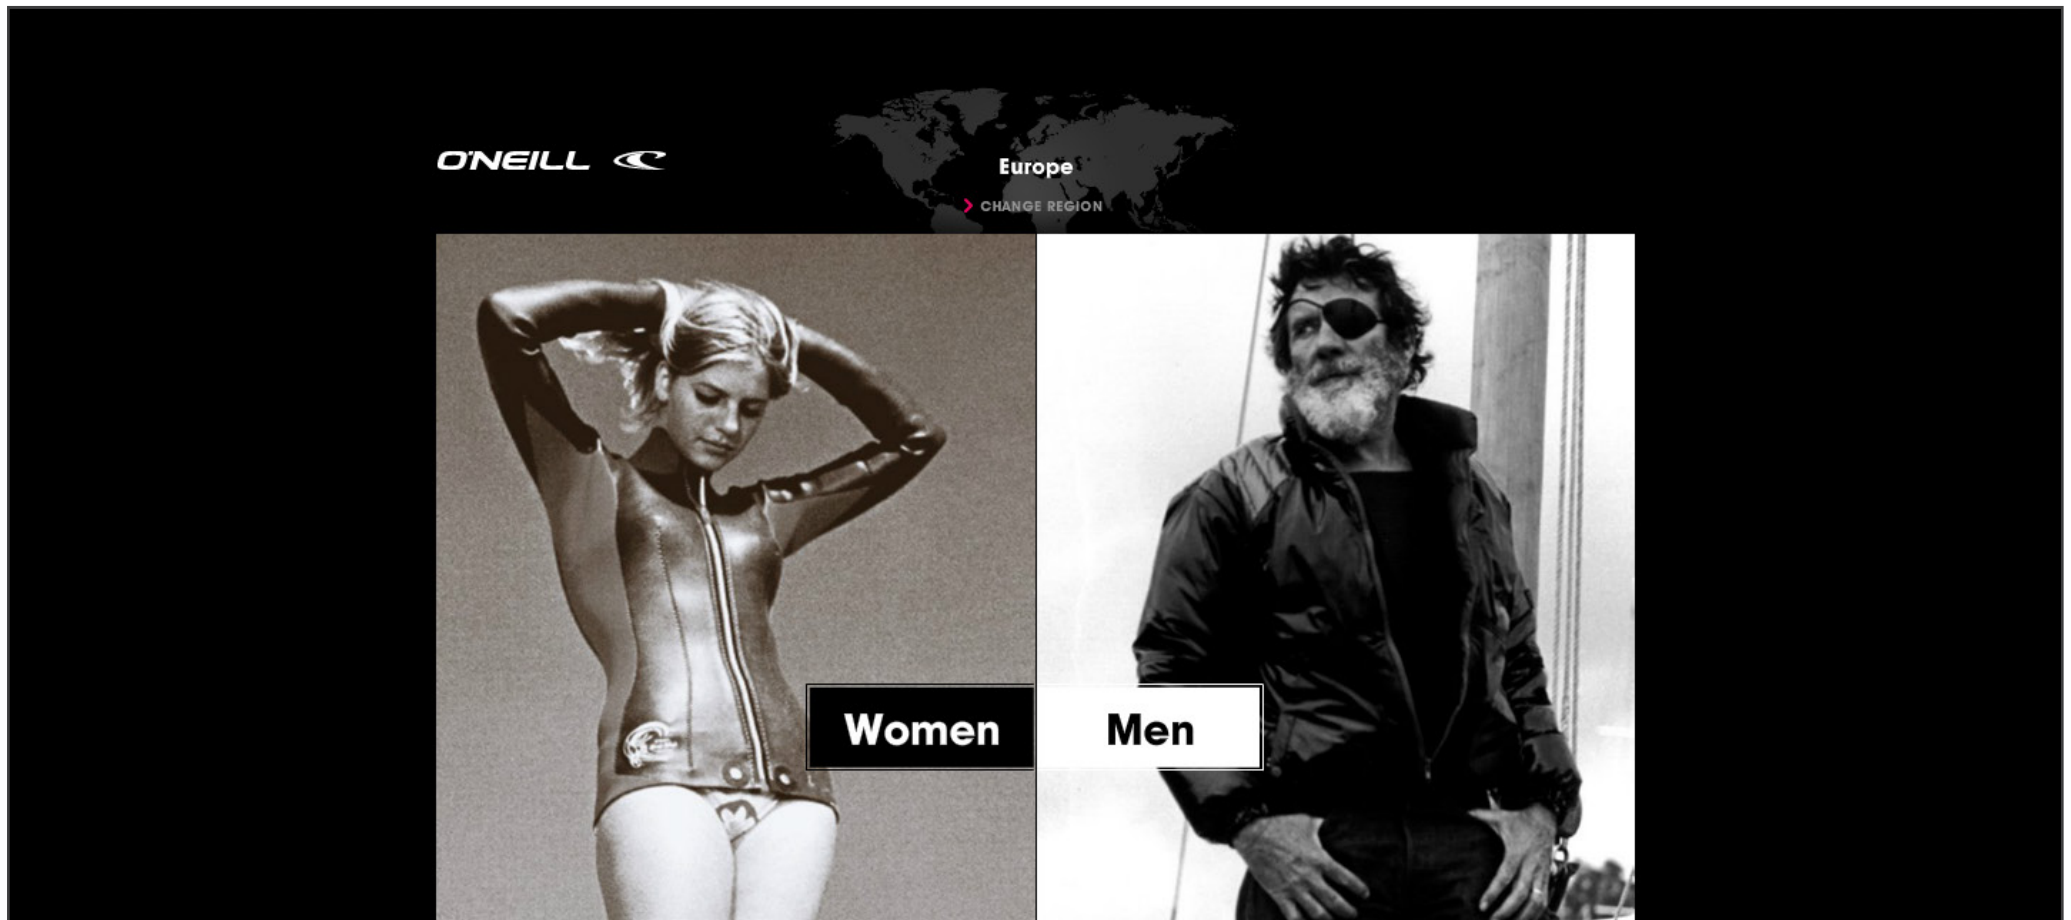 O'NEILL
Europe
CHANGE REGION
Women
Men